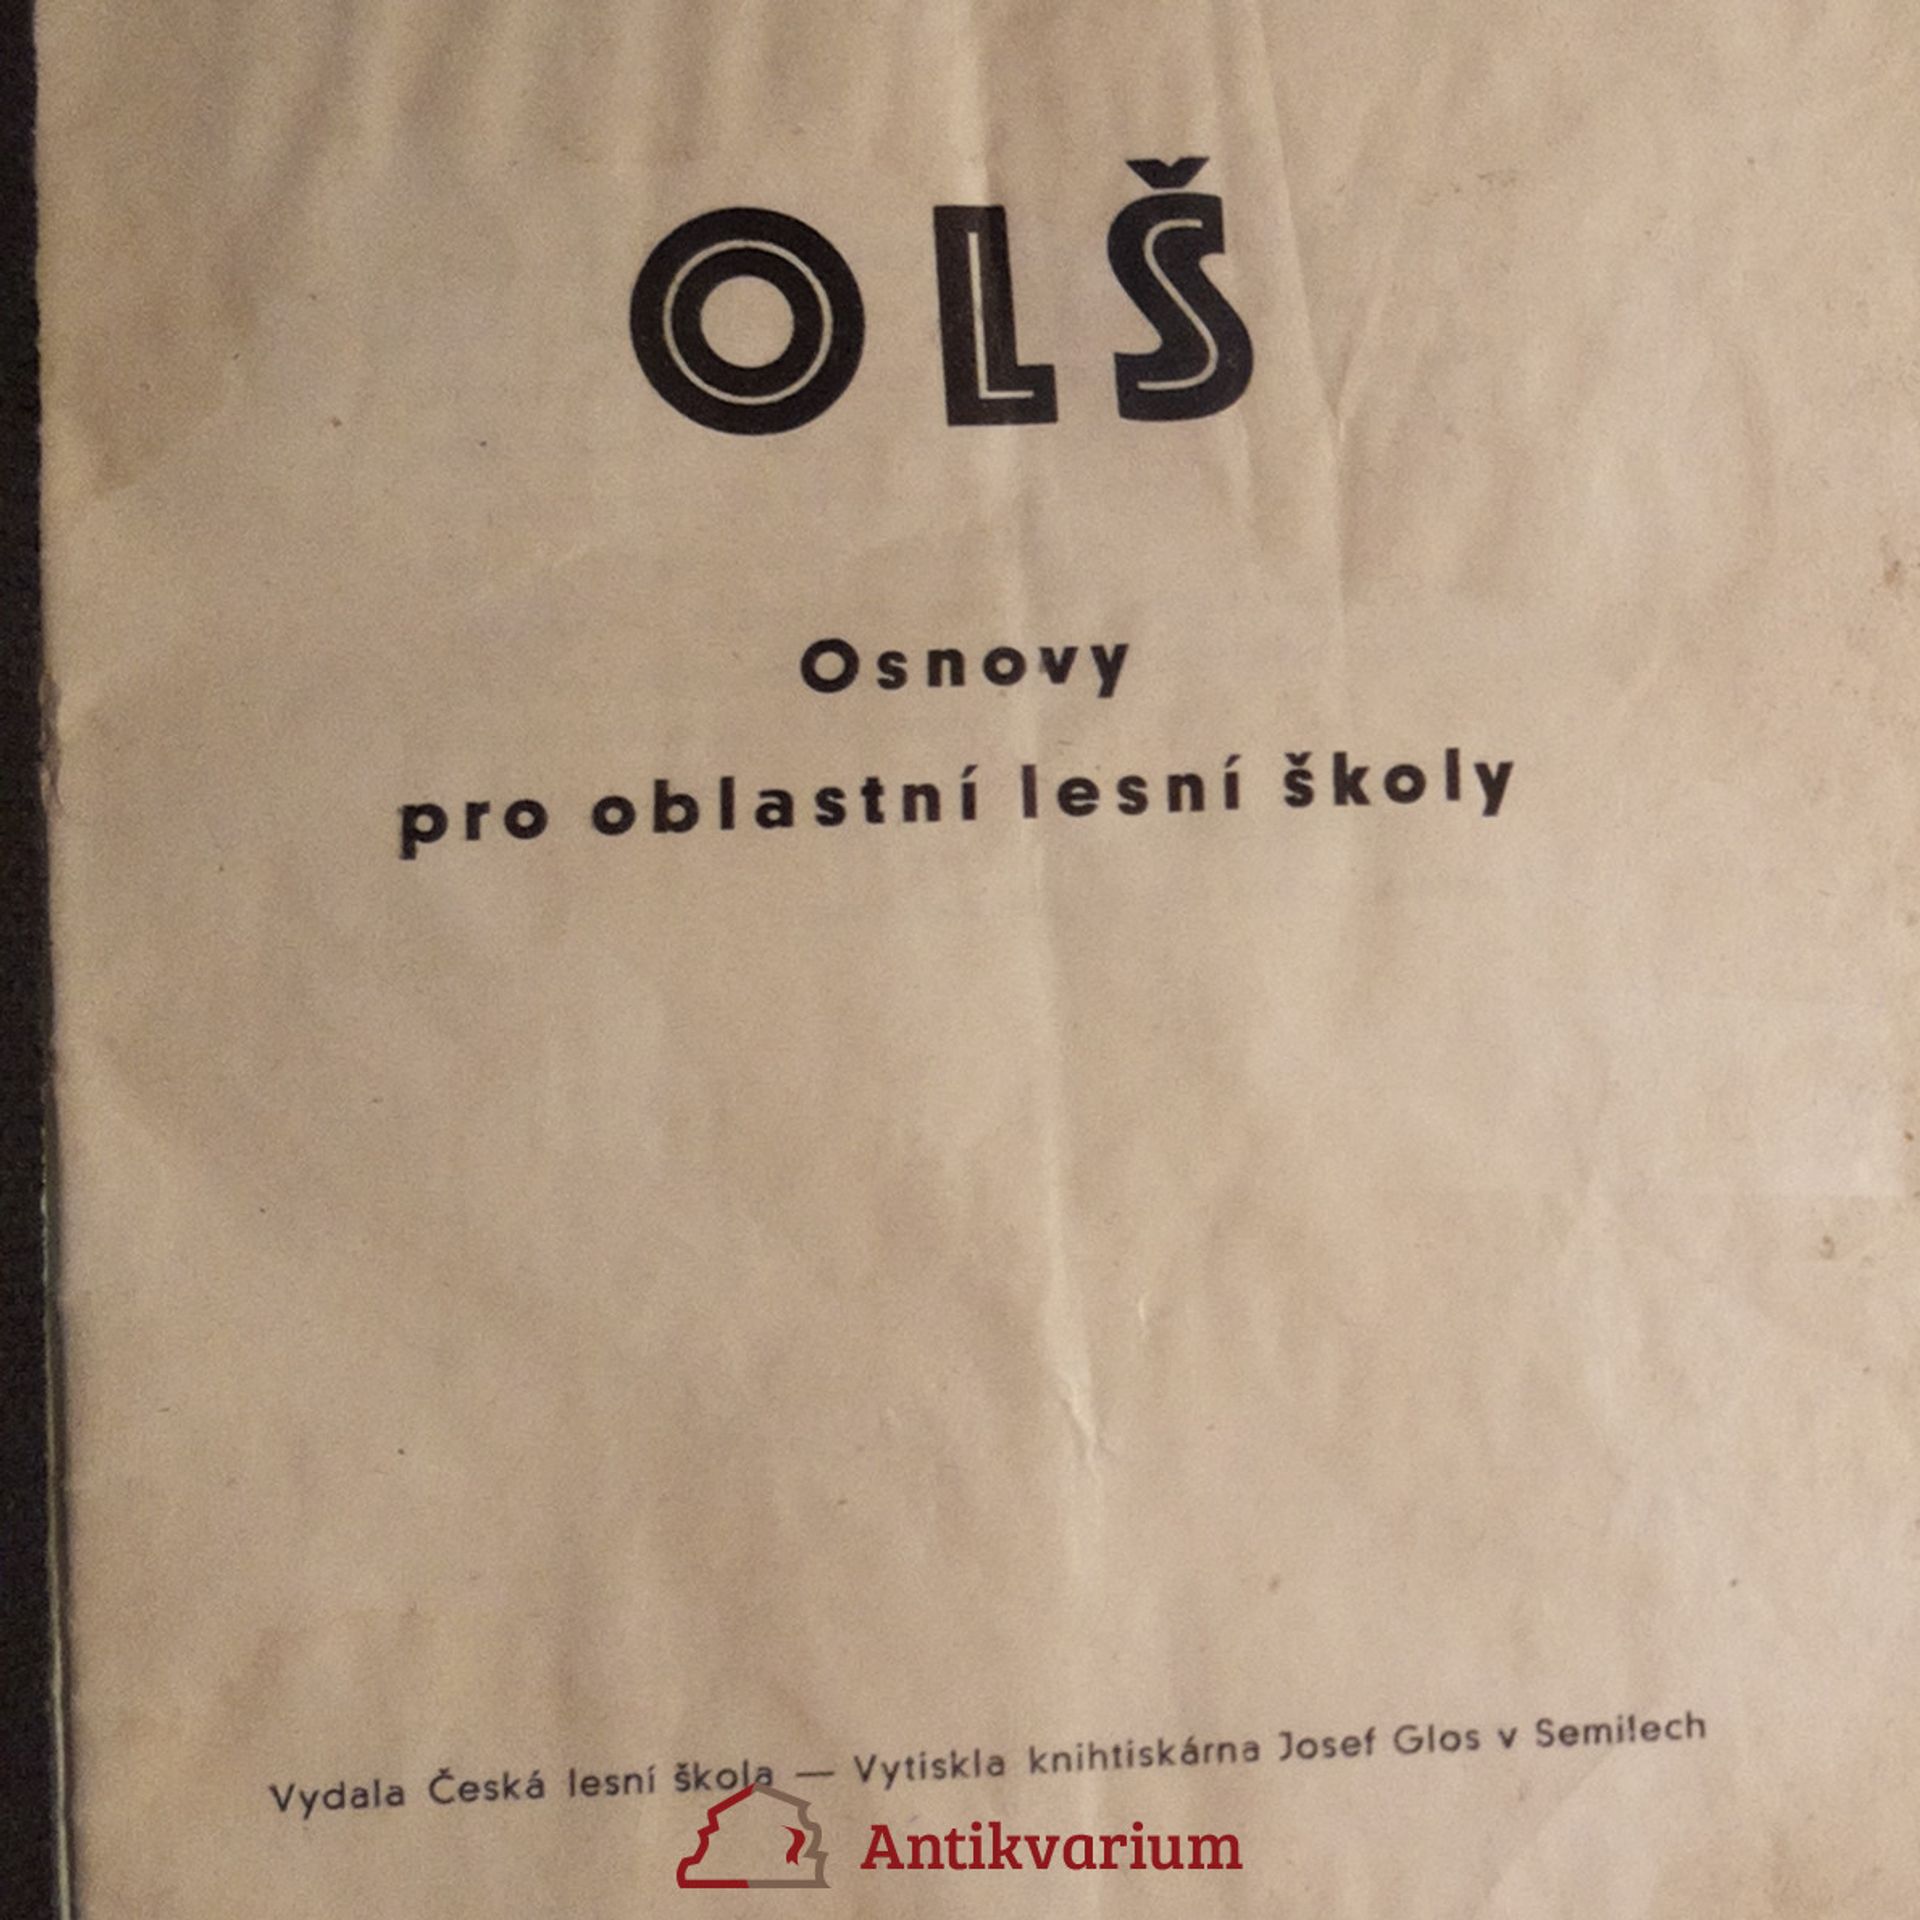 OLŠ
Osnovy
pro oblastní lesní školy
Vydala Česká lesní škola — Vytiskla knihtiskárna Josef Glos v Semilech
Antikvarium